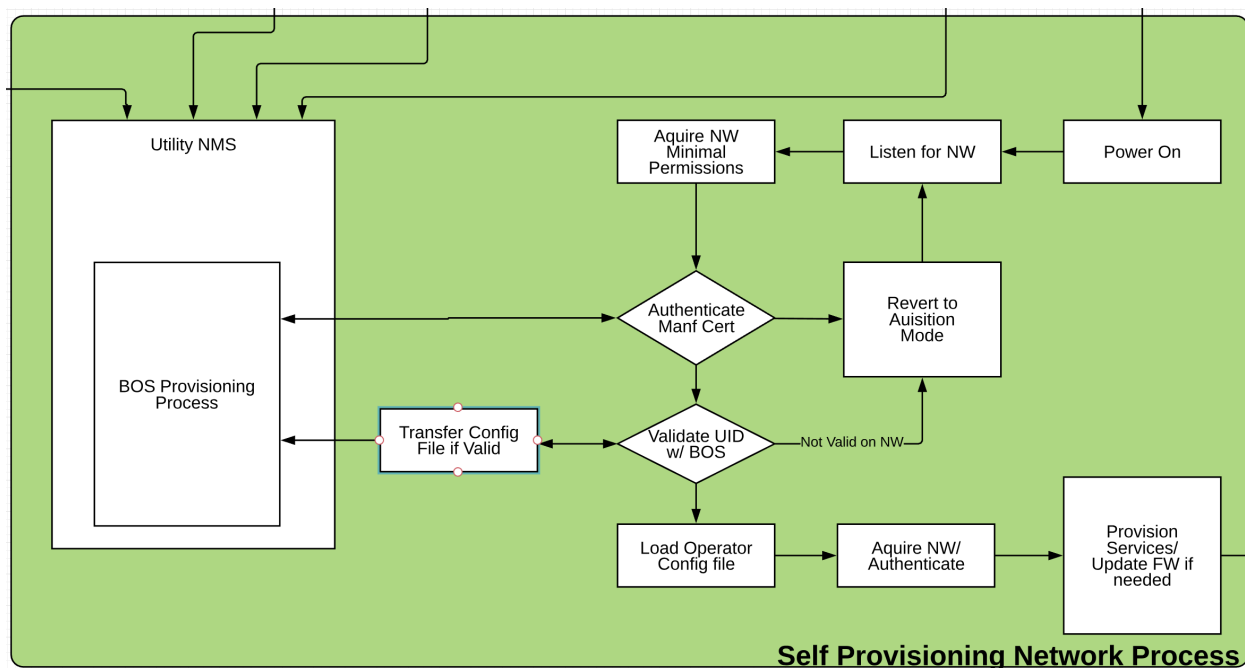 Utility NMS
Aquire NW
Minimal
Permissions
Listen for NW
Power On
Authenticate
Manf Cert
Revert to
Auisition
Mode
BOS Provisioning
Process
Transfer Config
File if Valid
Validate UID
w/ BOS
Not Valid on NW
Load Operator
Config file
Aquire NW/
Authenticate
Provision
Services/
Update FW if
needed
Self Provisioning Network Process